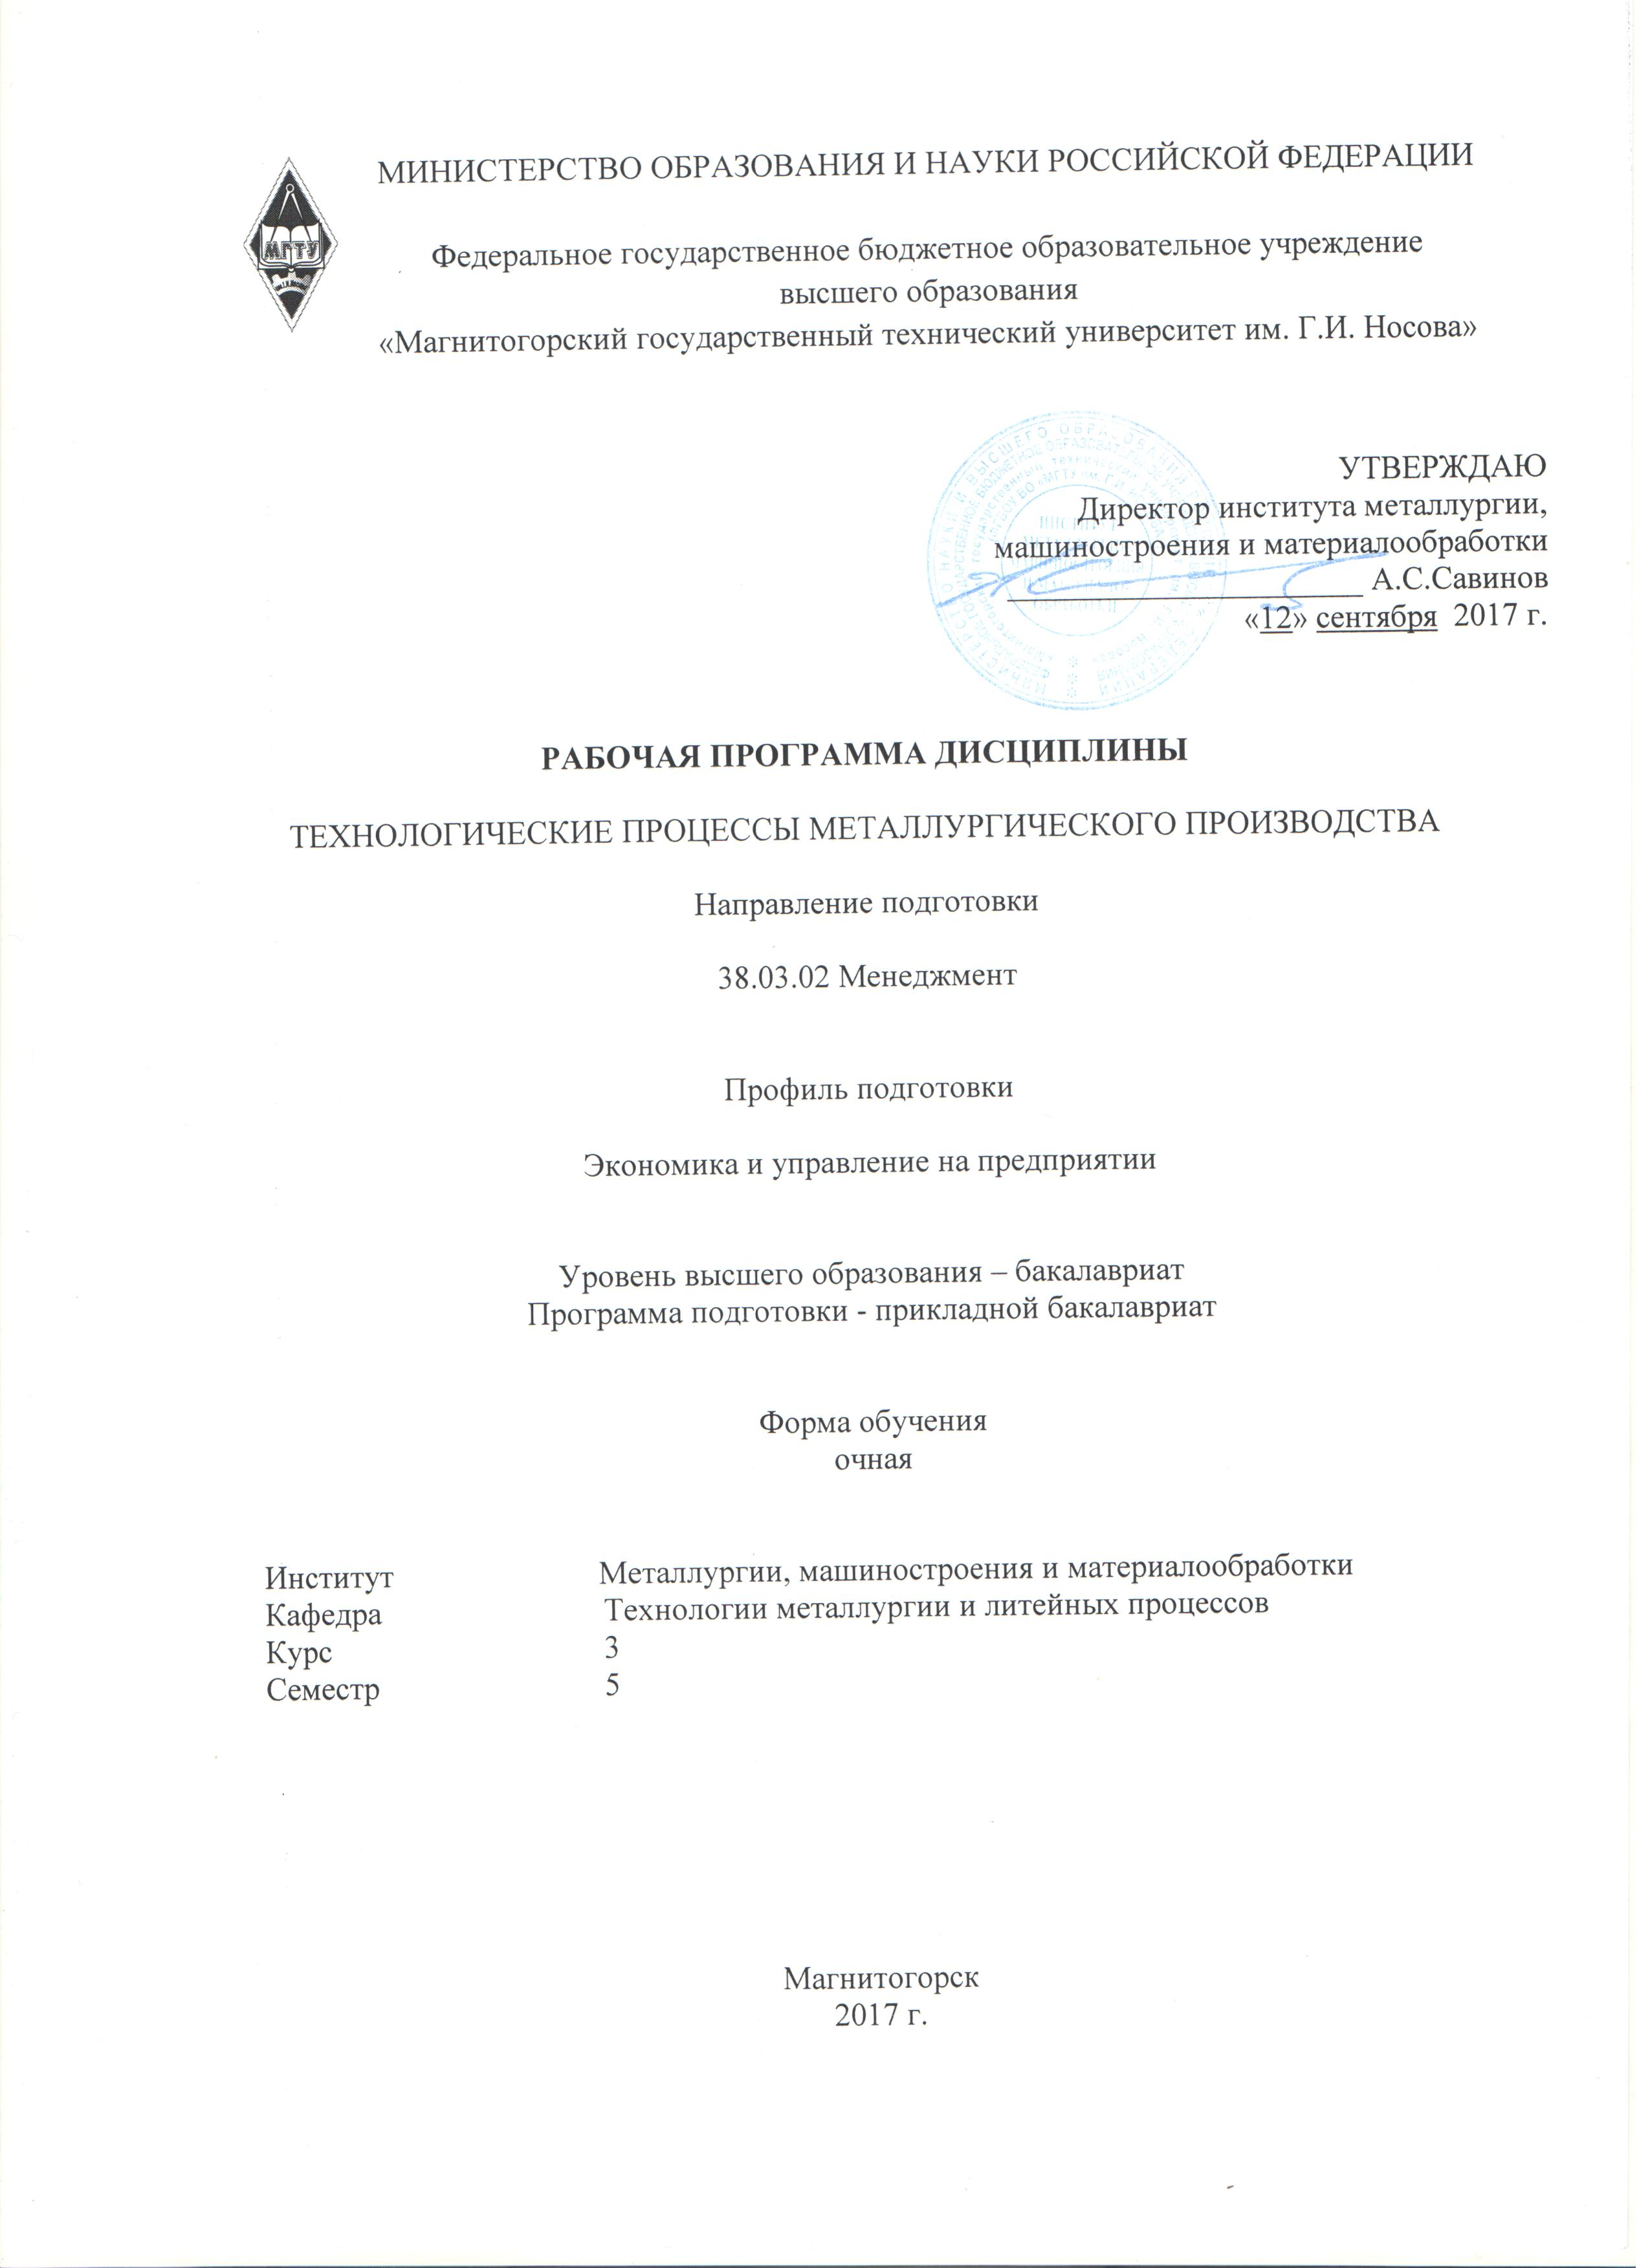 МИНИСТЕРСТВО ОБРАЗОВАНИЯ И НАУКИ РОССИЙСКОЙ ФЕДЕРАЦИИ
МГТУ
Федеральное государственное бюджетное образовательное учреждение
высшего образования
«Магнитогорский государственный технический университет им. Г.И. Носова»
УТВЕРЖДАЮ
Директор института металлургии,
машиностроения и материалообработки
А.С.Савинов
«12» сентября 2017 г.
РАБОЧАЯ ПРОГРАММА ДИСЦИПЛИНЫ
ТЕХНОЛОГИЧЕСКИЕ ПРОЦЕССЫ МЕТАЛЛУРГИЧЕСКОГО ПРОИЗВОДСТВА
Направление подготовки
38.03.02 Менеджмент
Профиль подготовки
Экономика и управление на предприятии
Уровень высшего образования – бакалавриат
Программа подготовки - прикладной бакалавриат
Форма обучения
очная
Институт Металлургии, машиностроения и материалообработки
Кафедра Технологии металлургии и литейных процессов
Курс 3
Семестр 5
Магнитогорск
2017 г.